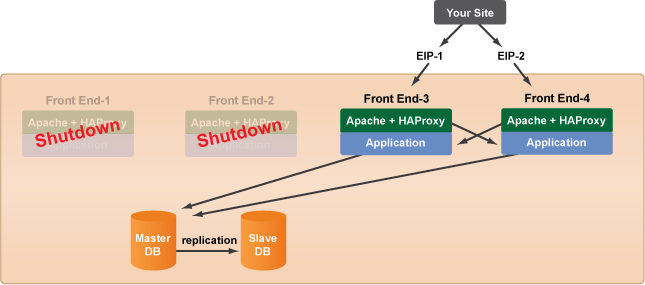 Your Site
EIP-1
EIP-2
Front End-1
Front End-2
Front End-3
Front End-4
Apache + HAProxy
Apache + HAProxy
Apache + HAProxy
Apache + HAProxy
Shutdown
Shutdown
Application
Application
Application
Application
Master
DB
replication
Slave
DB